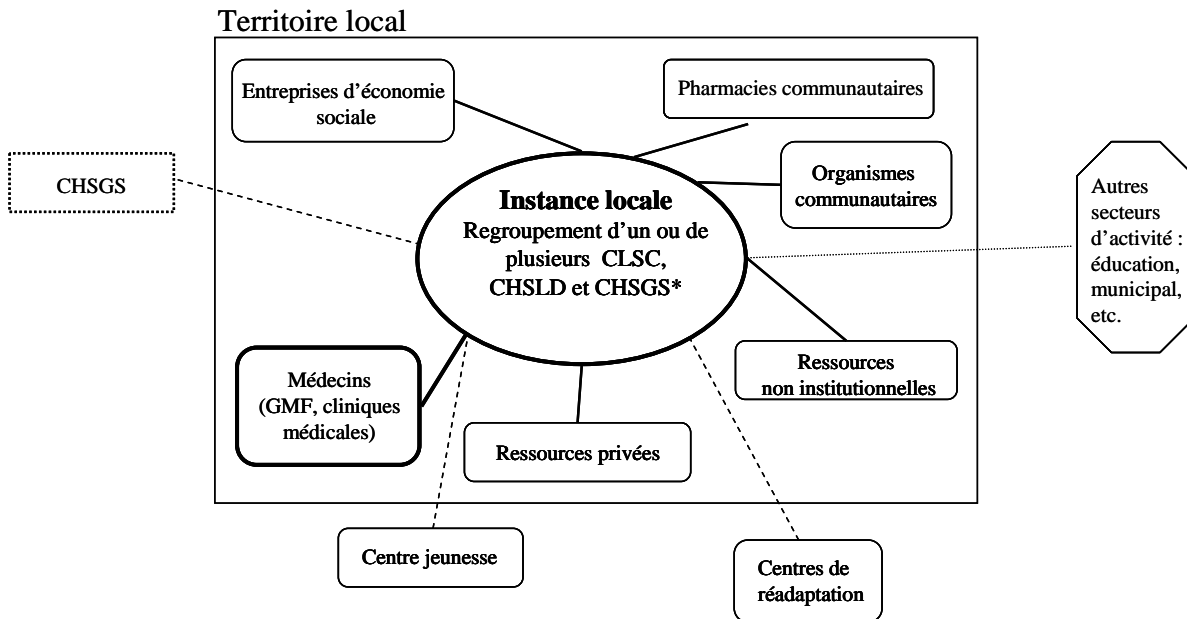 Territoire local
Entreprises d'économie
sociale
Pharmacies communautaires
CHSGS
Organismes
communautaires
Instance locale
Regroupement d'un ou de
plusieurs CLSC,
CHSLD et CHSGS*
Autres
secteurs
d'activité :
éducation,
municipal,
etc.
Médecins
(GMF, cliniques
médicales)
Ressources
non institutionnelles
Ressources privées
Centre jeunesse
Centres de
réadaptation